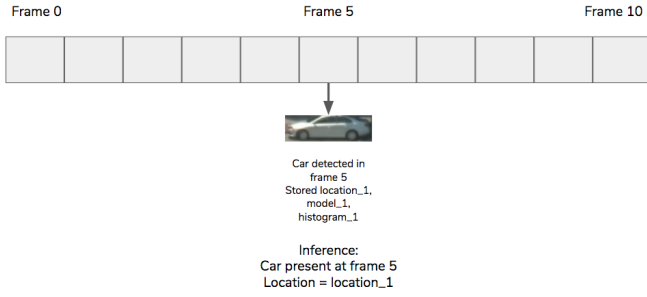 Frame 0
Frame 5
Frame 10
Car detected in
frame 5
Stored location_1,
model_1,
histogram_1
Inference:
Car present at frame 5
Location = location_1